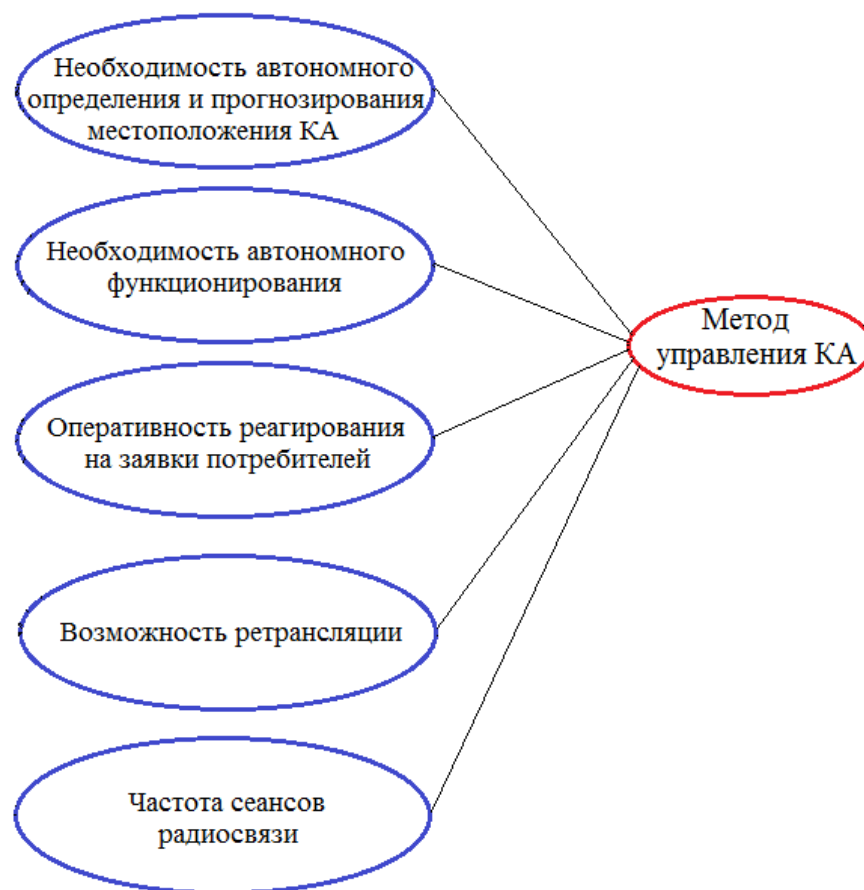 Необходимость автономного
определения и прогнозирования
местоположения КА
Необходимость автономного
функционирования
Оперативность реагирования
на заявки потребителей
Возможность ретрансляции
Частота сеансов
радиосвязи
Метод
управления КА